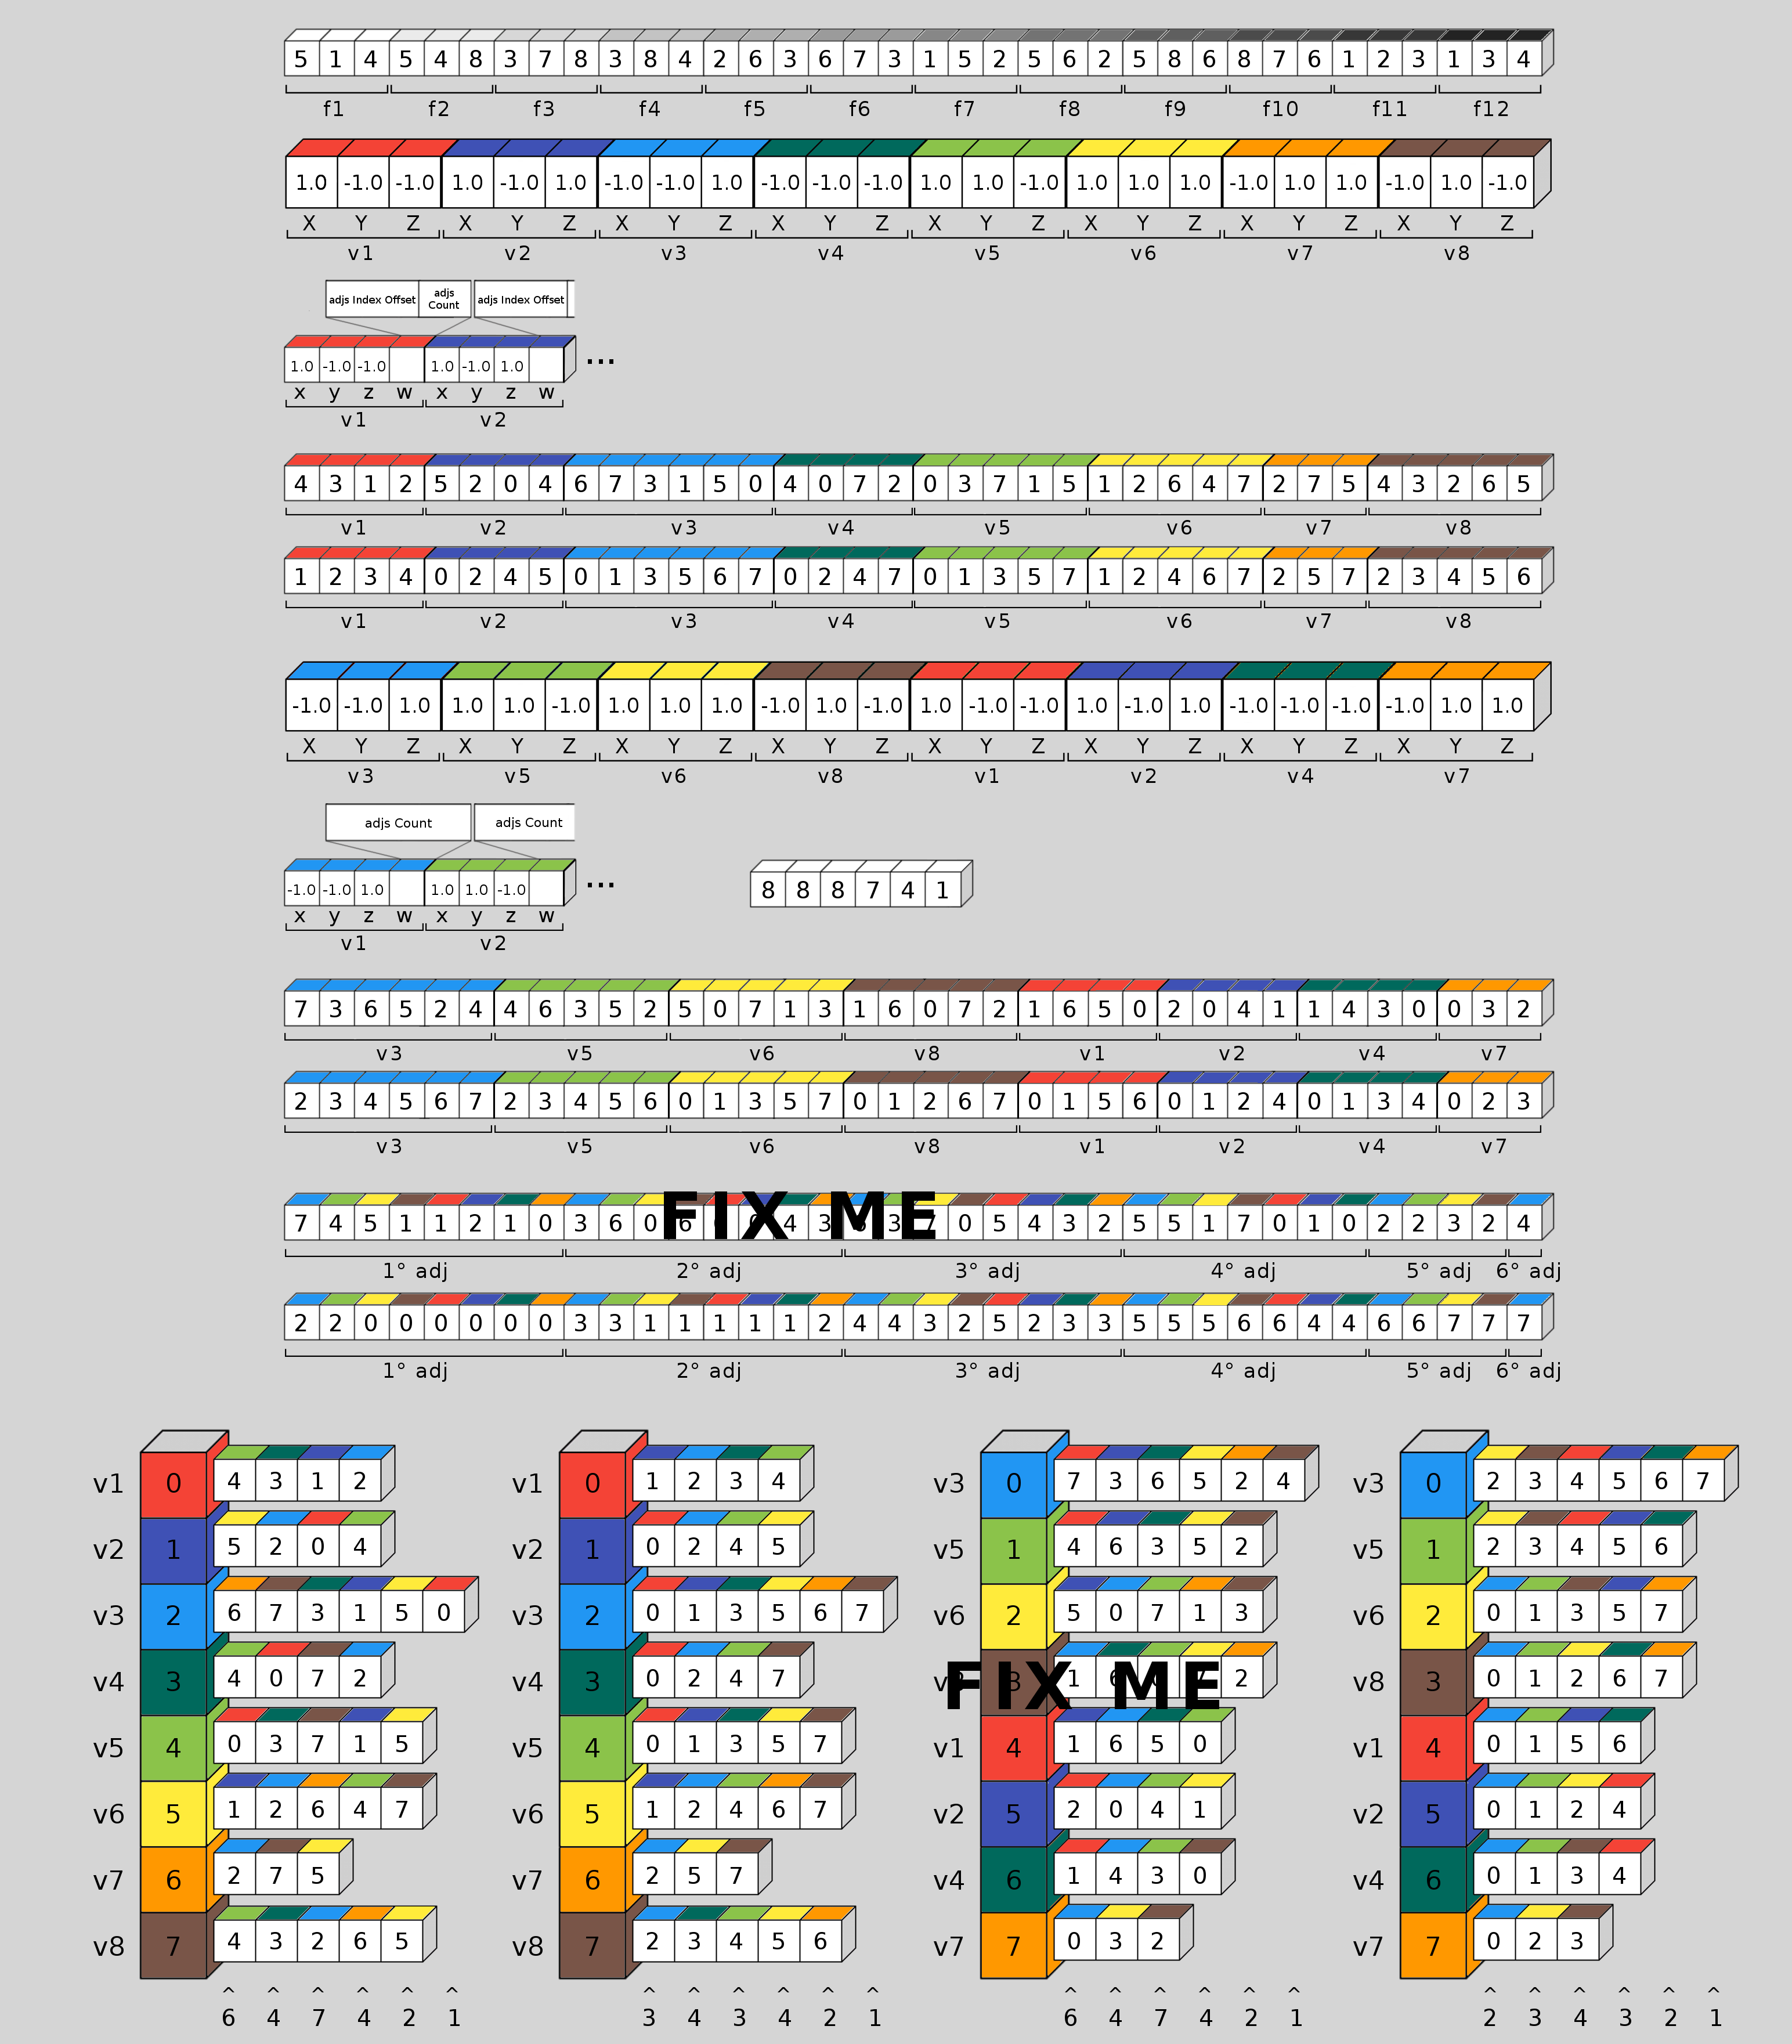 5 1 4 5 4 8 3 7 8 3 8 4 2 6 3 6 7 3 1 5 2 5 6 2 5 8 6 8 7 6 1 2 3 1 3 4
f1 f2 f3 f4 f5 f6 f7 f8 f9 f10 f11 f12
1.0 -1.0 -1.0 1.0 -1.0 1.0 -1.0 -1.0 1.0 -1.0 -1.0 -1.0 1.0 1.0 -1.0 1.0 1.0 1.0 -1.0 1.0 1.0 -1.0 1.0 -1.0
X Y Z X Y Z X Y Z X Y Z X Y Z X Y Z X Y Z X Y Z
v1 v2 v3 v4 v5 v6 v7 v8
adjs Index Offset adjs Count adjs Index Offset
1.0 -1.0 -1.0 1.0 -1.0 1.0 ...
x y z w x y z w
v1 v2
4 3 1 2 5 2 0 4 6 7 3 1 5 0 4 0 7 2 0 3 7 1 5 1 2 6 4 7 2 7 5 4 3 2 6 5
v1 v2 v3 v4 v5 v6 v7 v8
1 2 3 4 0 2 4 5 0 1 3 5 6 7 0 2 4 7 0 1 3 5 7 1 2 4 6 7 2 5 7 2 3 4 5 6
v1 v2 v3 v4 v5 v6 v7 v8
-1.0 -1.0 1.0 1.0 1.0 -1.0 1.0 1.0 1.0 -1.0 1.0 -1.0 1.0 -1.0 -1.0 1.0 -1.0 1.0 -1.0 -1.0 -1.0 -1.0 1.0 1.0
X Y Z X Y Z X Y Z X Y Z X Y Z X Y Z X Y Z X Y Z
v3 v5 v6 v8 v1 v2 v4 v7
adjs Count adjs Count
-1.0 -1.0 1.0 1.0 1.0 -1.0 ... 8 8 8 7 4 1
x y z w x y z w
v1 v2
7 3 6 5 2 4 4 6 3 5 2 5 0 7 1 3 1 6 0 7 2 1 6 5 0 2 0 4 1 1 4 3 0 0 3 2
v3 v5 v6 v8 v1 v2 v4 v7
2 3 4 5 6 7 2 3 4 5 6 0 1 3 5 7 0 1 2 6 7 0 1 5 6 0 1 2 4 0 1 3 4 0 2 3
v3 v5 v6 v8 v1 v2 v4 v7
FIX ME
7 4 5 1 1 2 1 0 3 6 0 6 4 3 3 7 0 5 4 3 2 5 5 1 7 0 1 0 2 2 3 2 4
1° adj 2° adj 3° adj 4° adj 5° adj 6° adj
2 2 0 0 0 0 0 0 3 3 1 1 1 1 1 2 4 4 3 2 5 2 3 3 5 5 5 6 6 4 4 6 6 7 7 7
1° adj 2° adj 3° adj 4° adj 5° adj 6° adj
v1 0 4 3 1 2
v2 1 5 2 0 4
v3 2 6 7 3 1 5 0
v4 3 4 0 7 2
v5 4 0 3 7 1 5
v6 5 1 2 6 4 7
v7 6 2 7 5
v8 7 4 3 2 6 5
^ ^ ^ ^ ^ ^
6 4 7 4 2 1
v1 0 1 2 3 4
v2 1 0 2 4 5
v3 2 0 1 3 5 6 7
v4 3 0 2 4 7
v5 4 0 1 3 5 7
v6 5 1 2 4 6 7
v7 6 2 5 7
v8 7 2 3 4 5 6
^ ^ ^ ^ ^ ^
3 4 3 4 2 1
v3 0 7 3 6 5 2 4
v5 1 4 6 3 5 2
v6 2 5 0 7 1 3
3 1 6 2
FIX ME
v1 4 1 6 5 0
v2 5 2 0 4 1
v4 6 1 4 3 0
v7 7 0 3 2
^ ^ ^ ^ ^ ^
6 4 7 4 2 1
v3 0 2 3 4 5 6 7
v5 1 2 3 4 5 6
v6 2 0 1 3 5 7
v8 3 0 1 2 6 7
v1 4 0 1 5 6
v2 5 0 1 2 4
v4 6 0 1 3 4
v7 7 0 2 3
^ ^ ^ ^ ^ ^
2 3 4 3 2 1